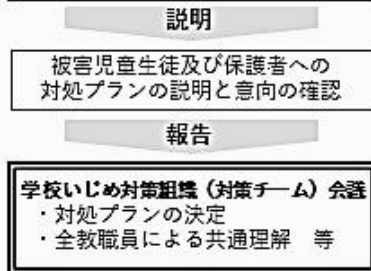 説明
被害児童生徒及び保護者への
対処プランの説明と意向の確認
報告
学校いじめ対策組織（対策チーム）会議
・対処プランの決定
・全教職員による共通理解　等